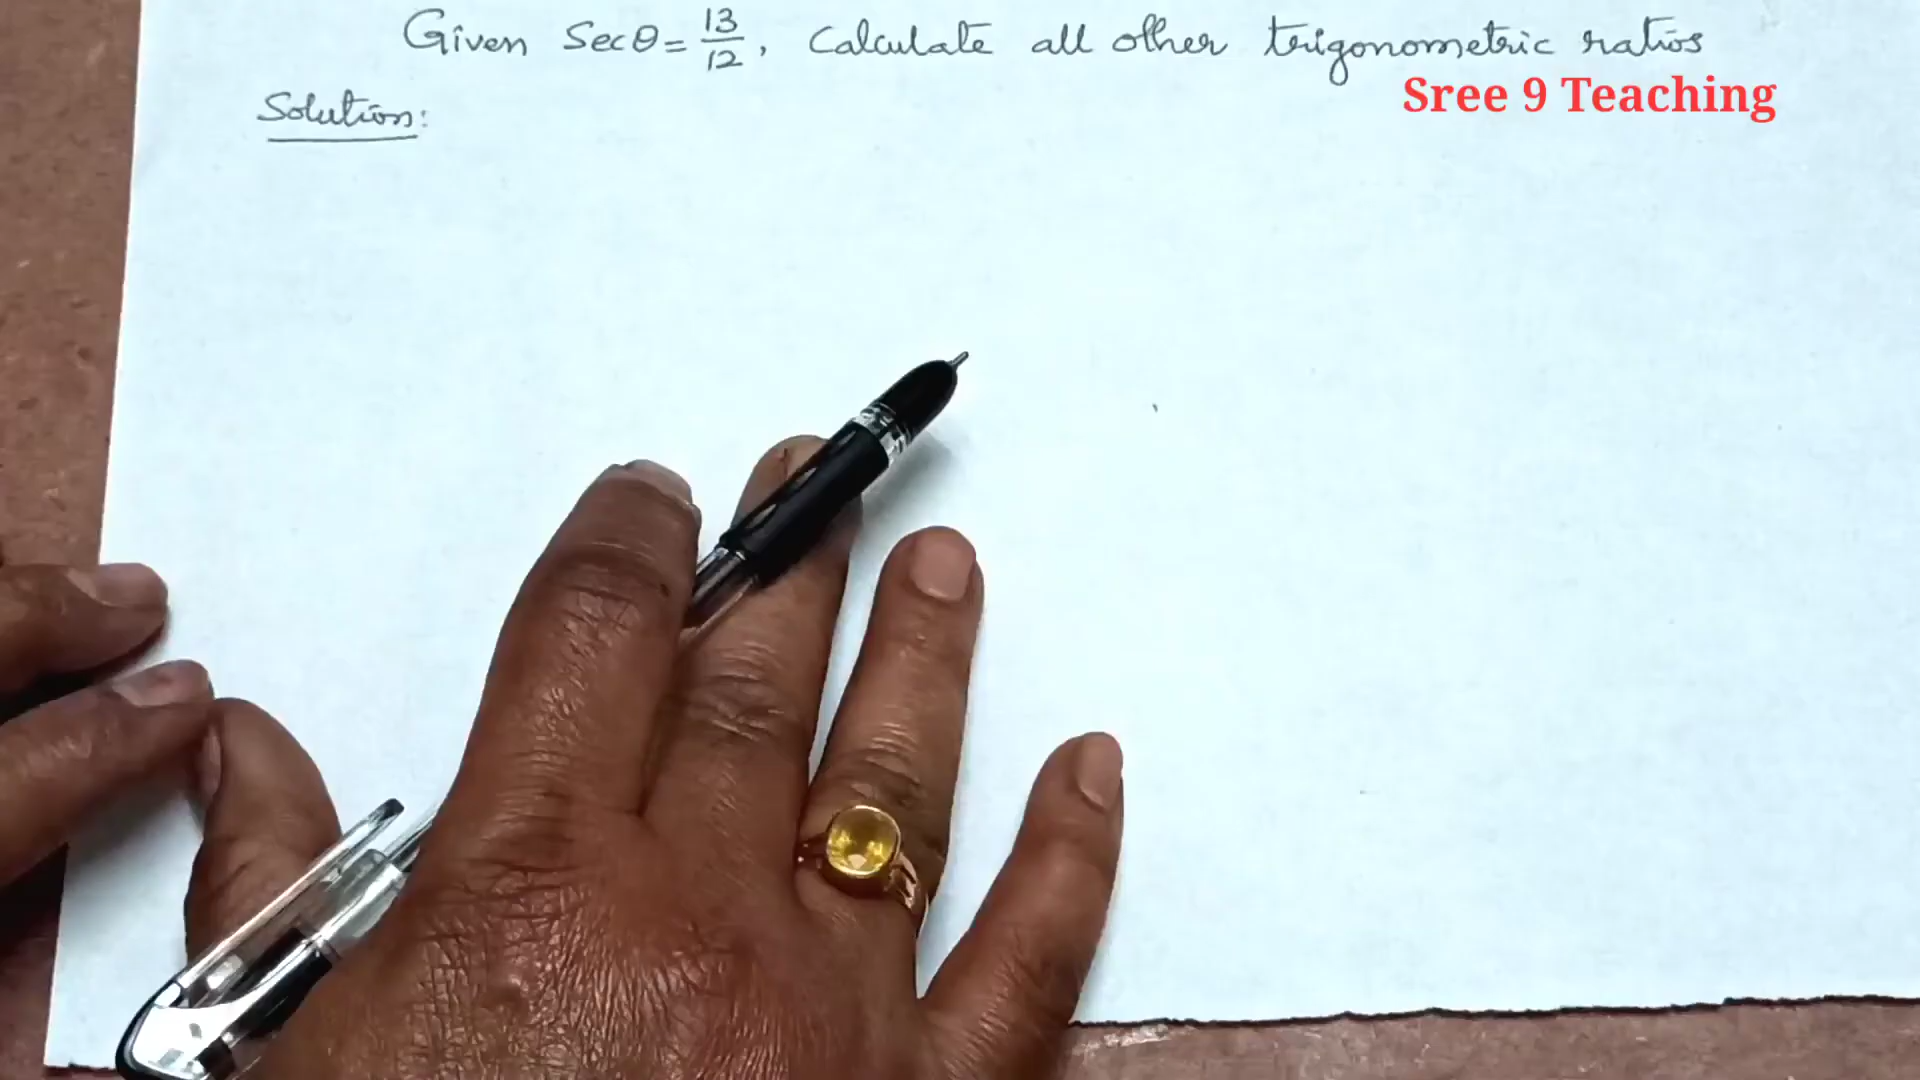 Given Secθ = 13/12, Calculate all other trigonometric ratios
Sree 9 Teaching
Solution: